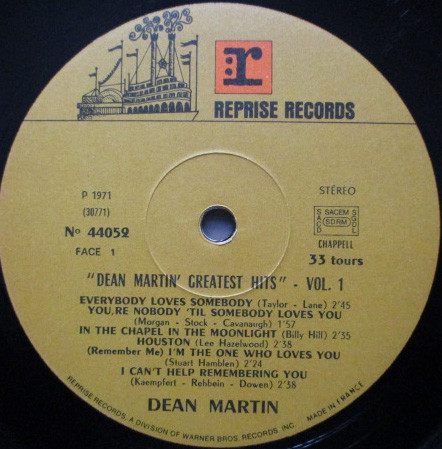 r
REPRISE RECORDS
P 1971
(30771)
STÉREO
Nº 44052
SACEM
SACD SDRM SGDL
CHAPPELL
FACE 1
33 tours
"DEAN MARTIN' GREATEST HITS" - VOL. 1
EVERYBODY LOVES SOMEBODY (Taylor - Lane) 2'45
YOU,RE NOBODY 'TIL SOMEBODY LOVES YOU
(Morgan - Stock - Cavanaugh) 1'57
IN THE CHAPEL IN THE MOONLIGHT (Billy Hill) 2'35
HOUSTON (Lee Hazelwood) 2'38
(Remember Me) I'M THE ONE WHO LOVES YOU
(Stuart Hamblen) 2'24
I CAN'T HELP REMEMBERING YOU
(Kaempfert - Rehbein - Dowen) 2'38
DEAN MARTIN
REPRISE RECORDS, A DIVISION OF WARNER BROS. RECORDS, INC.
MADE IN FRANCE